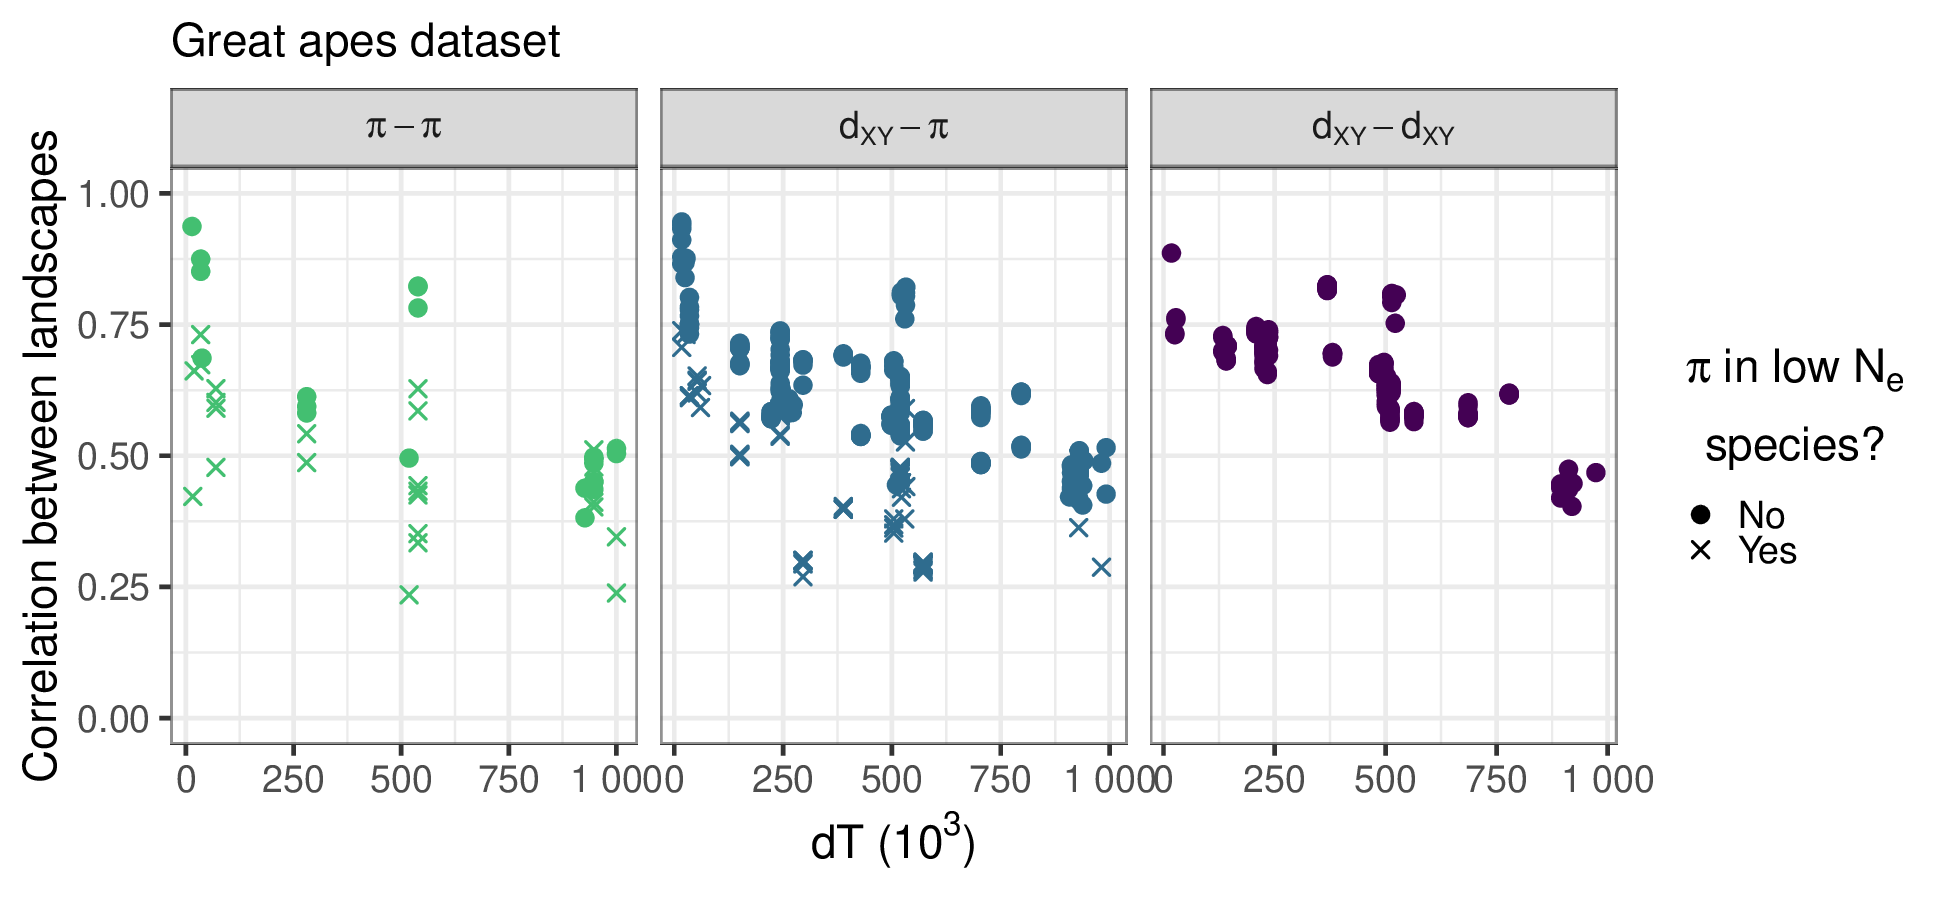 Great apes dataset
π – π
dXY – π
dXY – dXY
Correlation between landscapes
1.00
0.75
0.50
0.25
0.00
0 250 500 750 1 000
0 250 500 750 1 000
0 250 500 750 1 000
dT (10³)
π in low Ne
species?
No
Yes